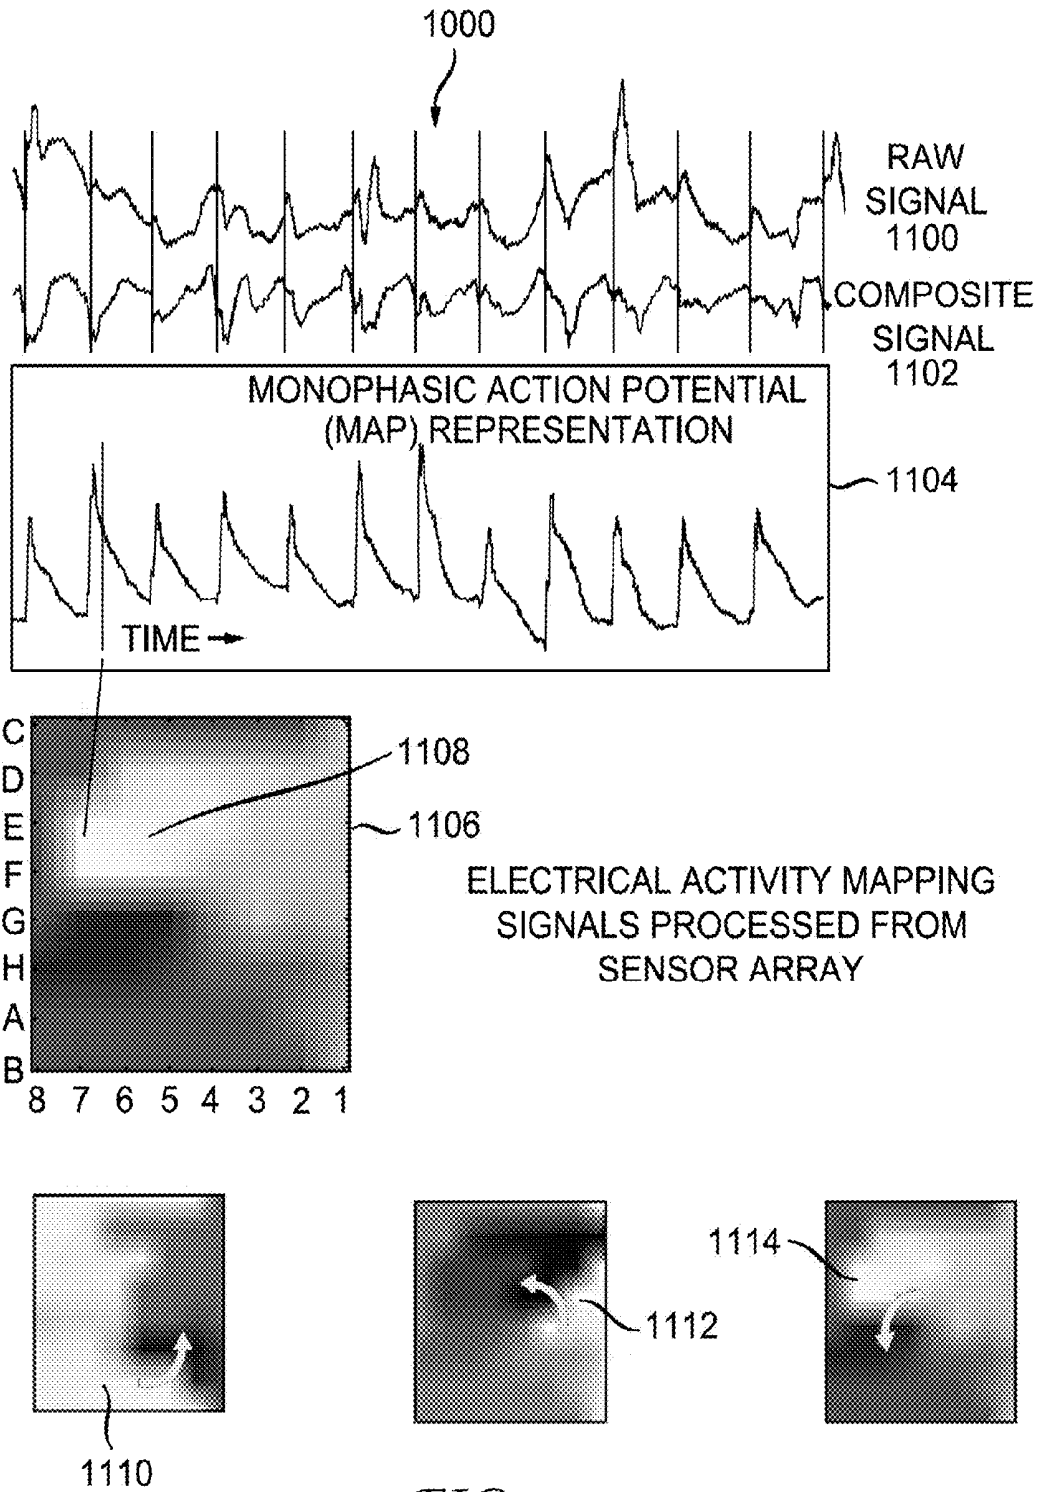 1000
RAW
SIGNAL
1100
COMPOSITE
SIGNAL
1102
MONOPHASIC ACTION POTENTIAL
(MAP) REPRESENTATION
1104
TIME
C
D
E
F
G
H
A
B
8 7 6 5 4 3 2 1
1108
1106
ELECTRICAL ACTIVITY MAPPING
SIGNALS PROCESSED FROM
SENSOR ARRAY
1110
1112
1114